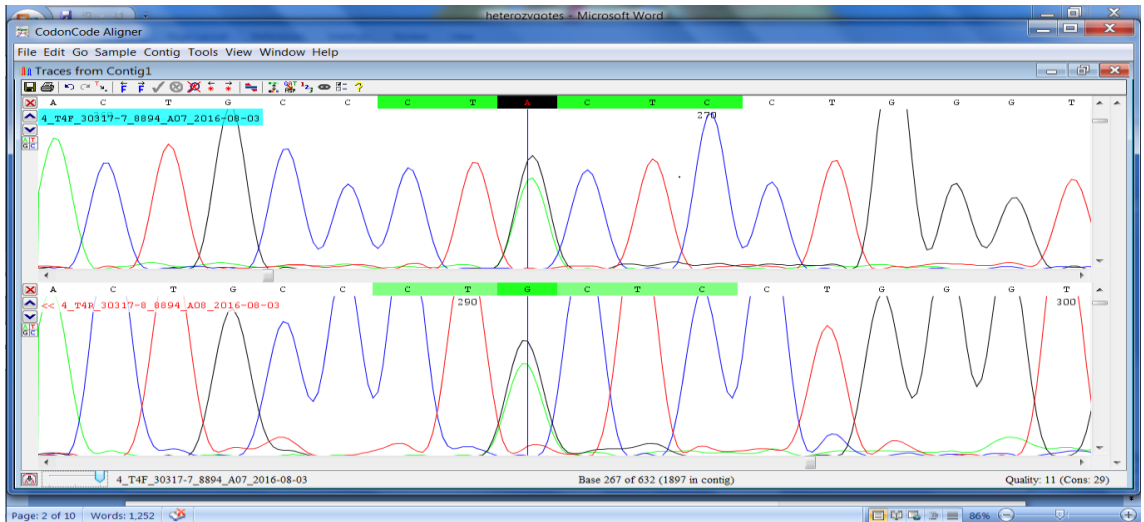 heterozygotes - Microsoft Word
CodonCode Aligner
File Edit Go Sample Contig Tools View Window Help
Traces from Contig1
A C T G C C C T A C T C C T G G G T
4_T4F_30317-7_8894_A07_2016-08-03
270
A C T G C C C T G C T C C T G G G T
<< 4_T4R_30317-8_8894_A08_2016-08-03
290
300
4_T4F_30317-7_8894_A07_2016-08-03 Base 267 of 632 (1897 in contig) Quality: 11 (Cons: 29)
Page: 2 of 10 Words: 1,252 86%